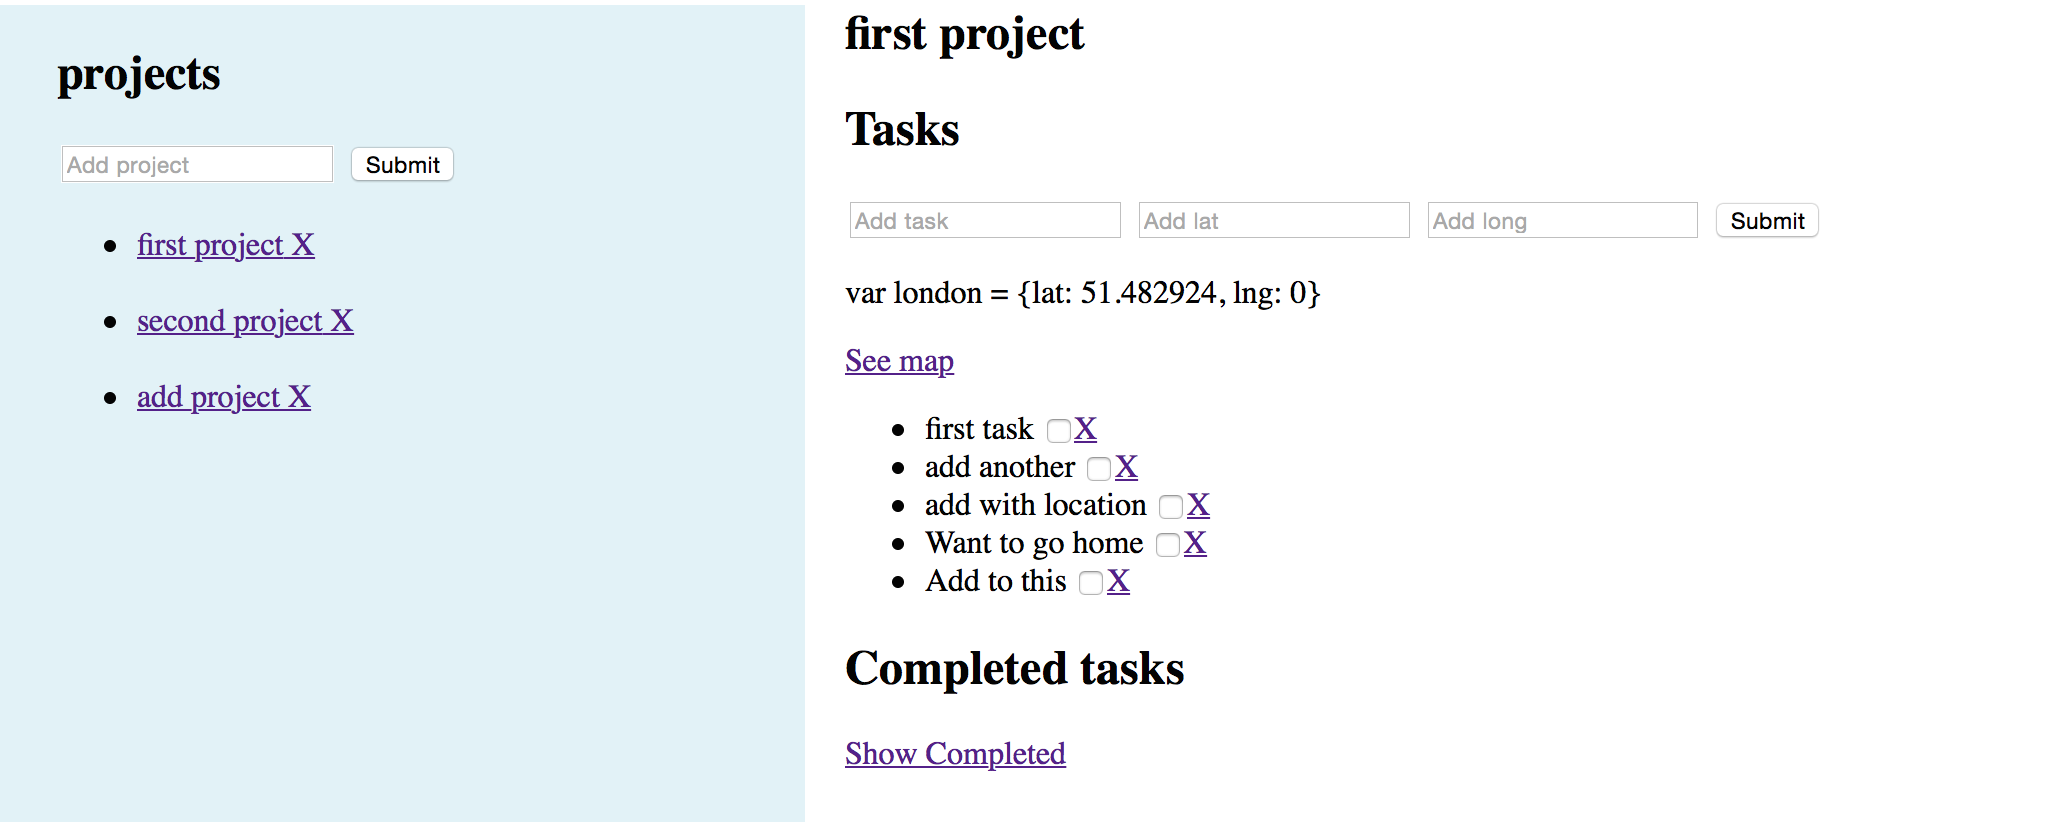 projects
Add project Submit
first project X
second project X
add project X
first project
Tasks
Add task Add lat Add long Submit
var london = {lat: 51.482924, lng: 0}
See map
first task X
add another X
add with location X
Want to go home X
Add to this X
Completed tasks
Show Completed